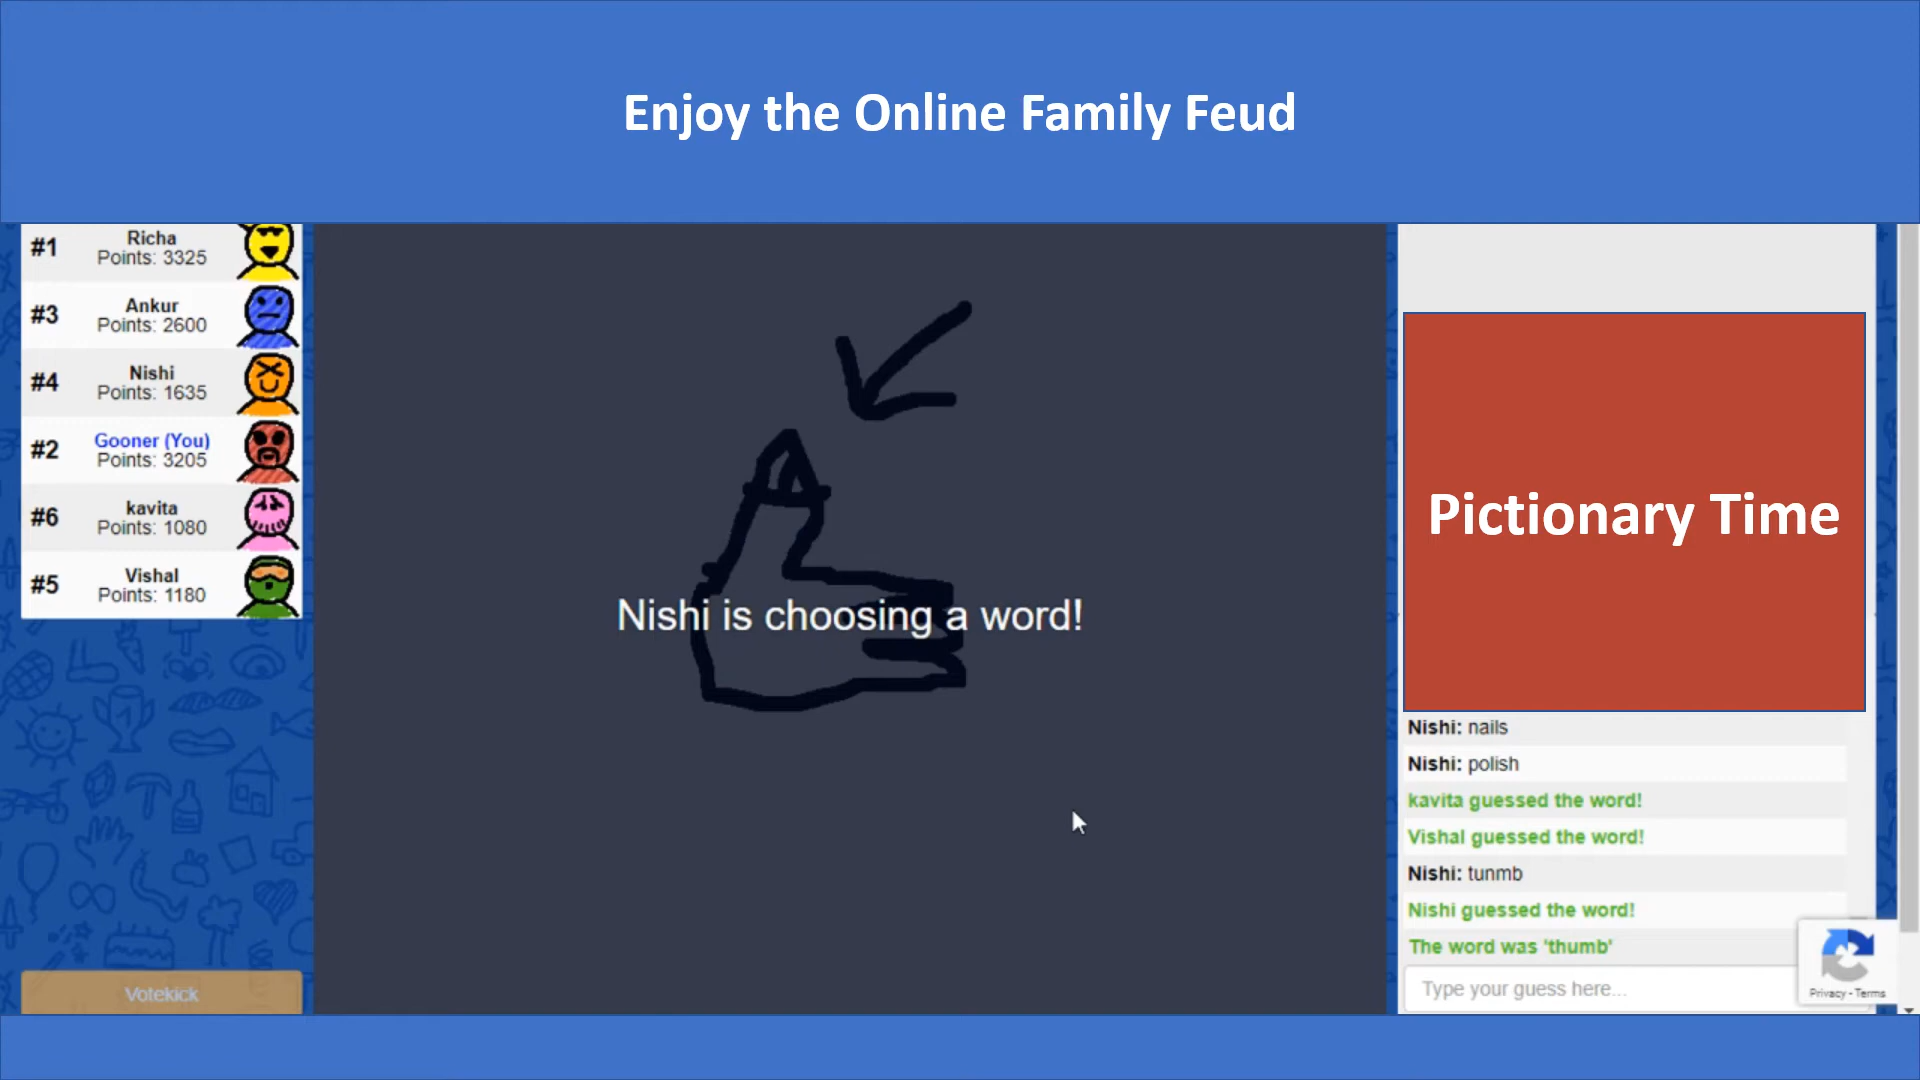 Enjoy the Online Family Feud
#1
Richa
Points: 3325
#3
Ankur
Points: 2600
#4
Nishi
Points: 1635
#2
Gooner (You)
Points: 3205
#6
kavita
Points: 1080
#5
Vishal
Points: 1180
Votekick
Nishi is choosing a word!
Pictionary Time
Nishi: nails
Nishi: polish
kavita guessed the word!
Vishal guessed the word!
Nishi: tunmb
Nishi guessed the word!
The word was 'thumb'
Type your guess here...
Privacy - Terms